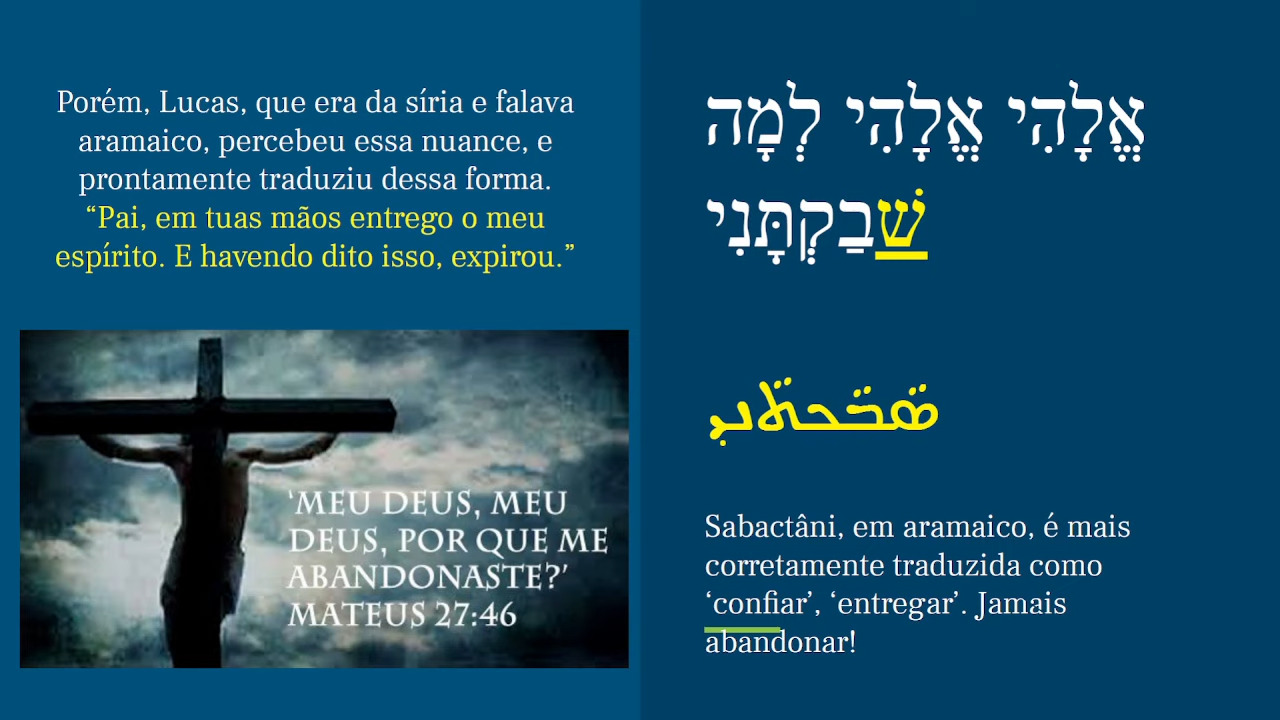 Porém, Lucas, que era da síria e falava
aramaico, percebeu essa nuance, e
prontamente traduziu dessa forma.
“Pai, em tuas mãos entrego o meu
espírito. E havendo dito isso, expirou.”
‘MEU DEUS, MEU
DEUS, POR QUE ME
ABANDONASTE?’
MATEUS 27:46
אֱלָהִי אֱלָהִי לְמָה
שׁבַקְתָּנִי
Sabactâni, em aramaico, é mais
corretamente traduzida como
‘confiar’, ‘entregar’. Jamais
abandonar!